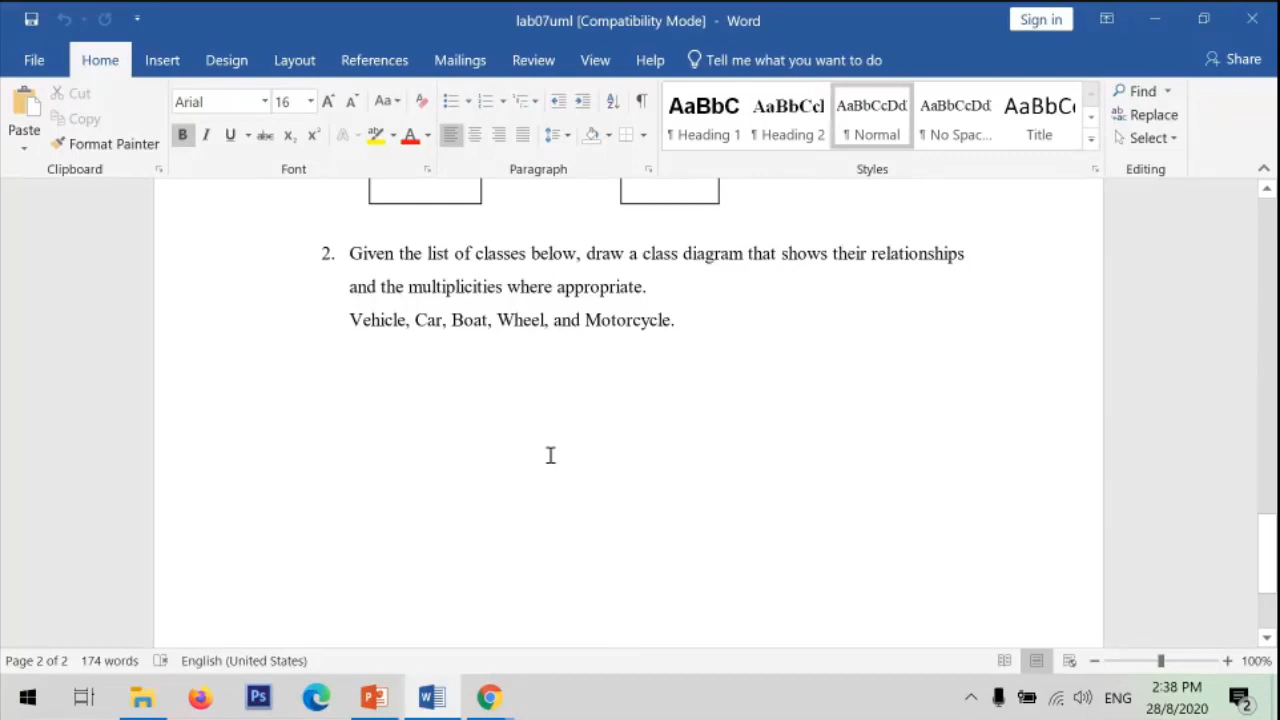 lab07uml [Compatibility Mode] - Word
Sign in
File Home Insert Design Layout References Mailings Review View Help Tell me what you want to do Share
Paste
Cut
Copy
Format Painter
Clipboard
Arial 16
Font
Paragraph
AaBbC AaBbCcl AaBbCcDd AaBbCcDd AaBbC
¶ Heading 1 ¶ Heading 2 ¶ Normal ¶ No Spac... Title
Styles
Find
Replace
Select
Editing
2. Given the list of classes below, draw a class diagram that shows their relationships
and the multiplicities where appropriate.
Vehicle, Car, Boat, Wheel, and Motorcycle.
Page 2 of 2 174 words English (United States) 100%
ENG 2:38 PM
28/8/2020
2